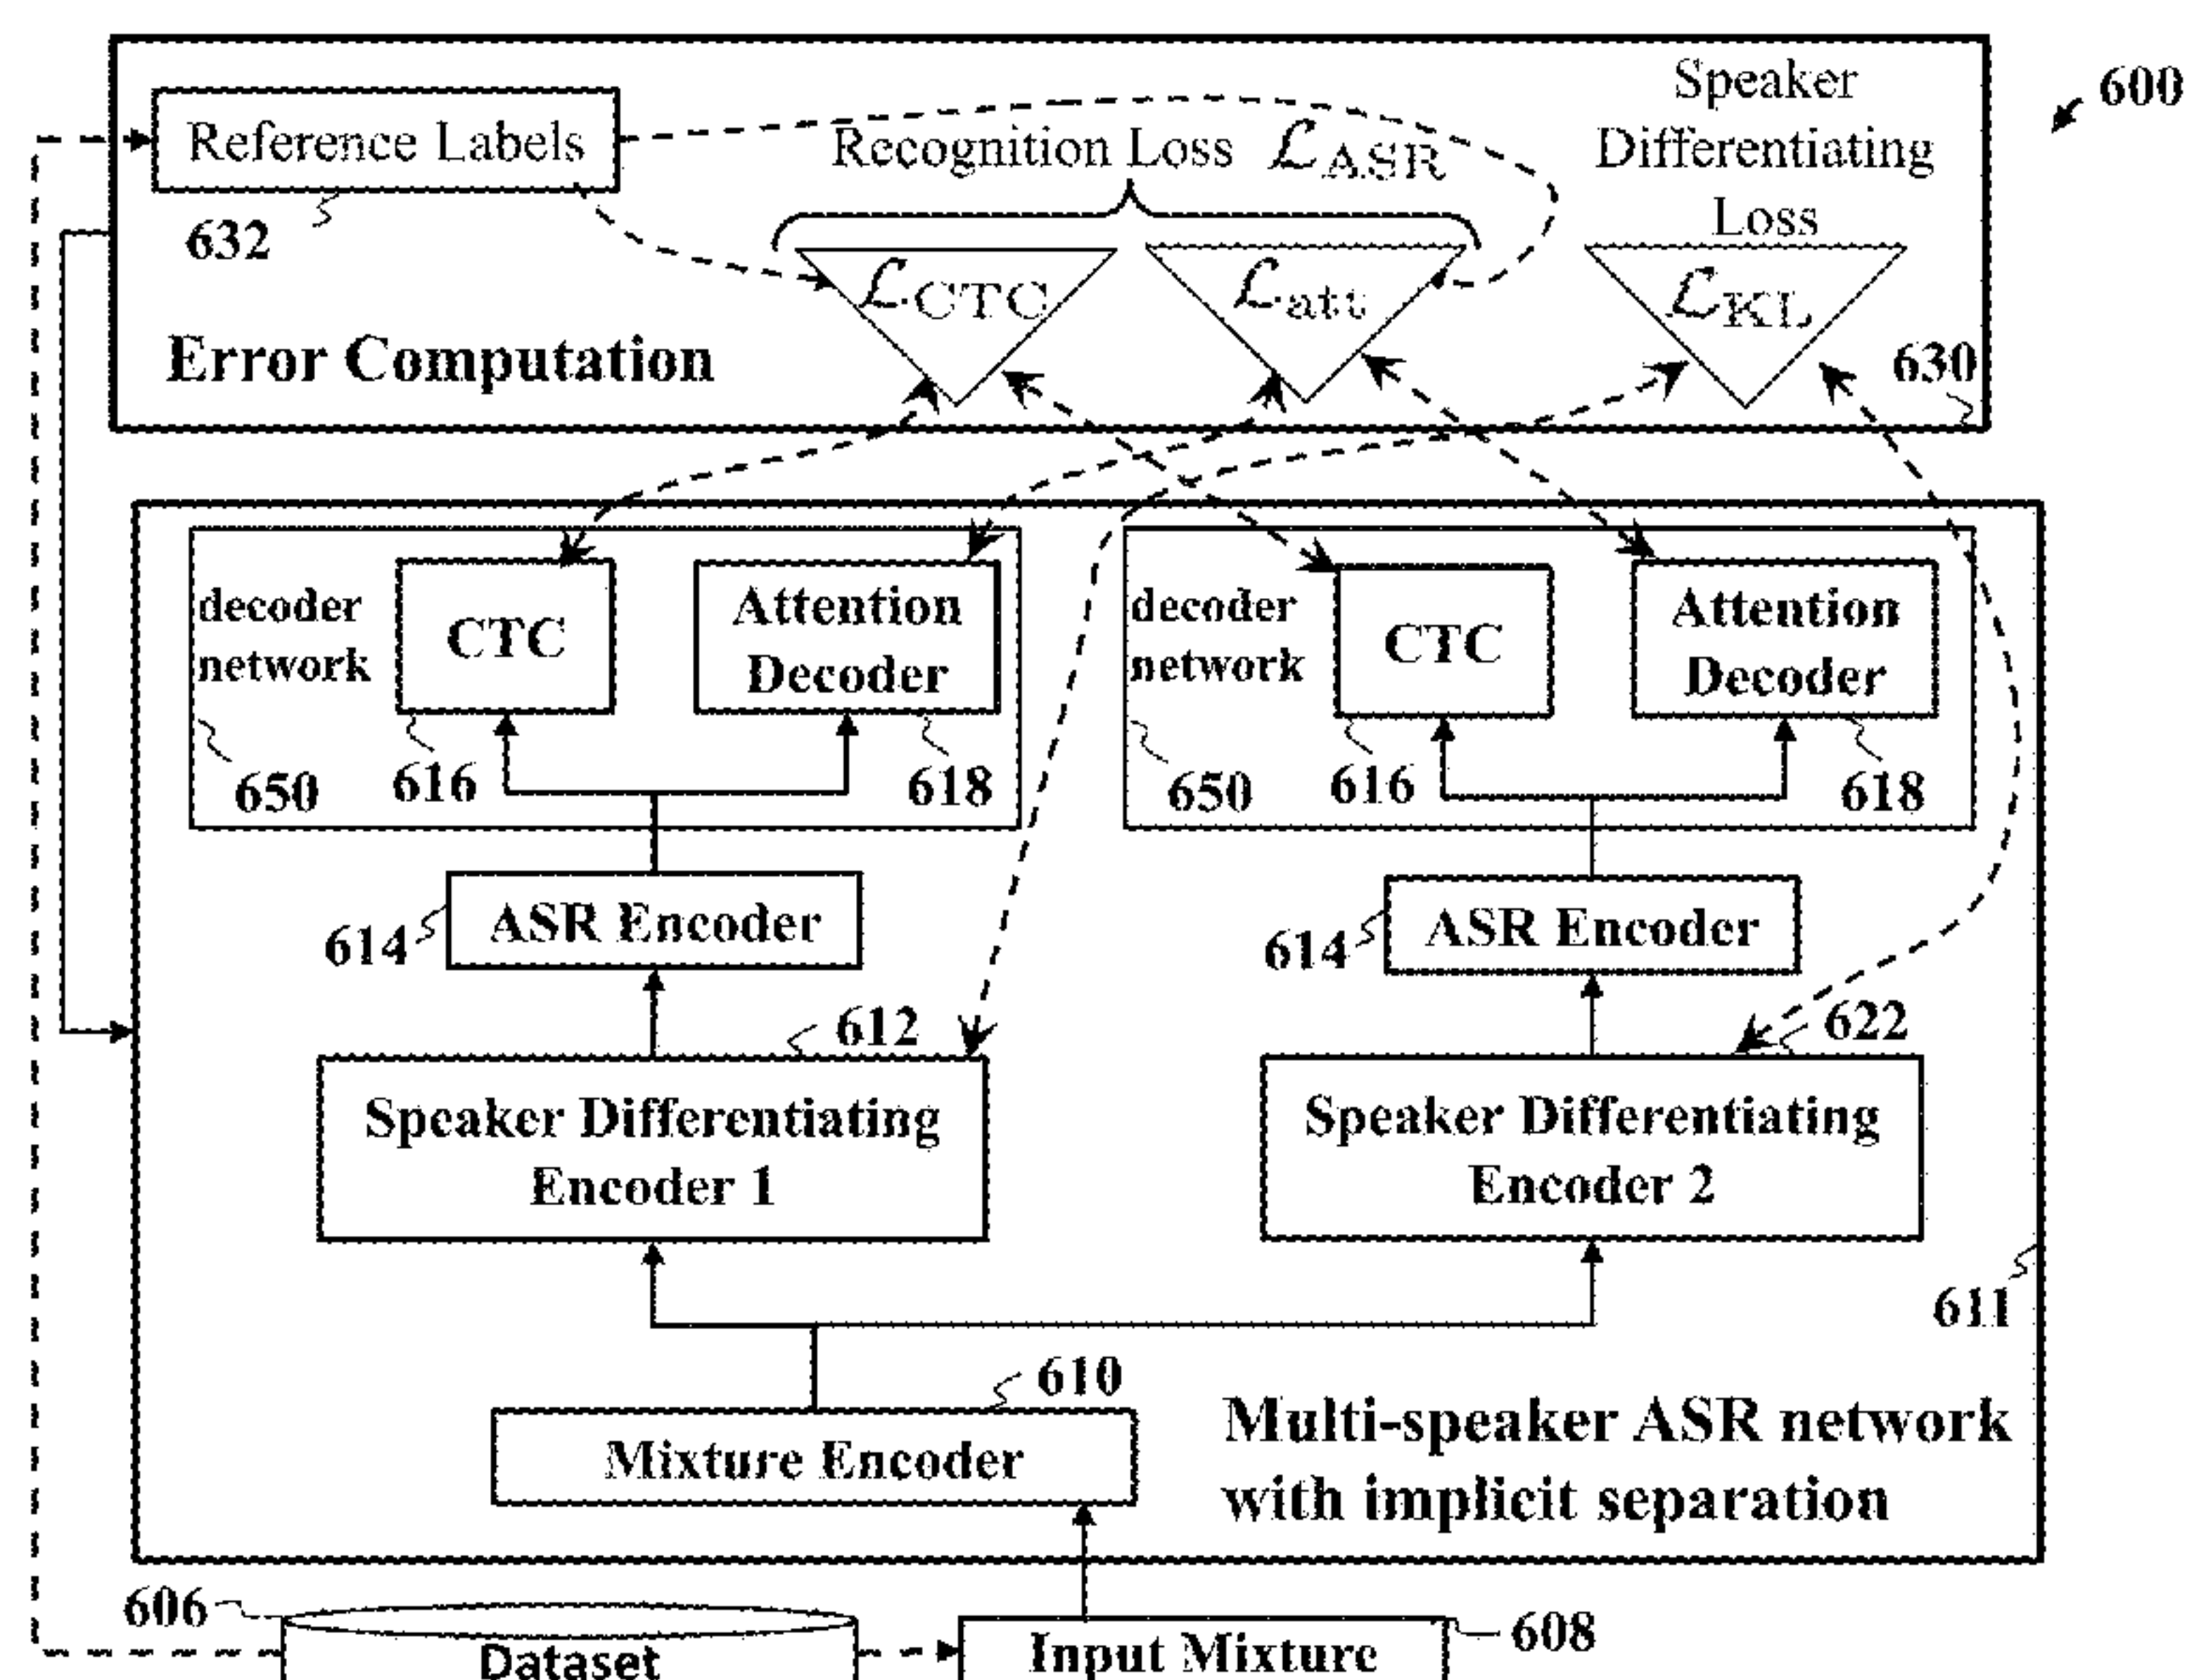 Speaker
Differentiating
Loss
600
Reference Labels
Recognition Loss ℒASR
632
ℒCTC
ℒatt
ℒKL
Error Computation
630
decoder
network
CTC
Attention
Decoder
650
616
618
decoder
network
CTC
Attention
Decoder
650
616
618
614
ASR Encoder
614
ASR Encoder
612
622
Speaker Differentiating
Encoder 1
Speaker Differentiating
Encoder 2
611
610
Mixture Encoder
Multi-speaker ASR network
with implicit separation
606
Dataset
Input Mixture
608